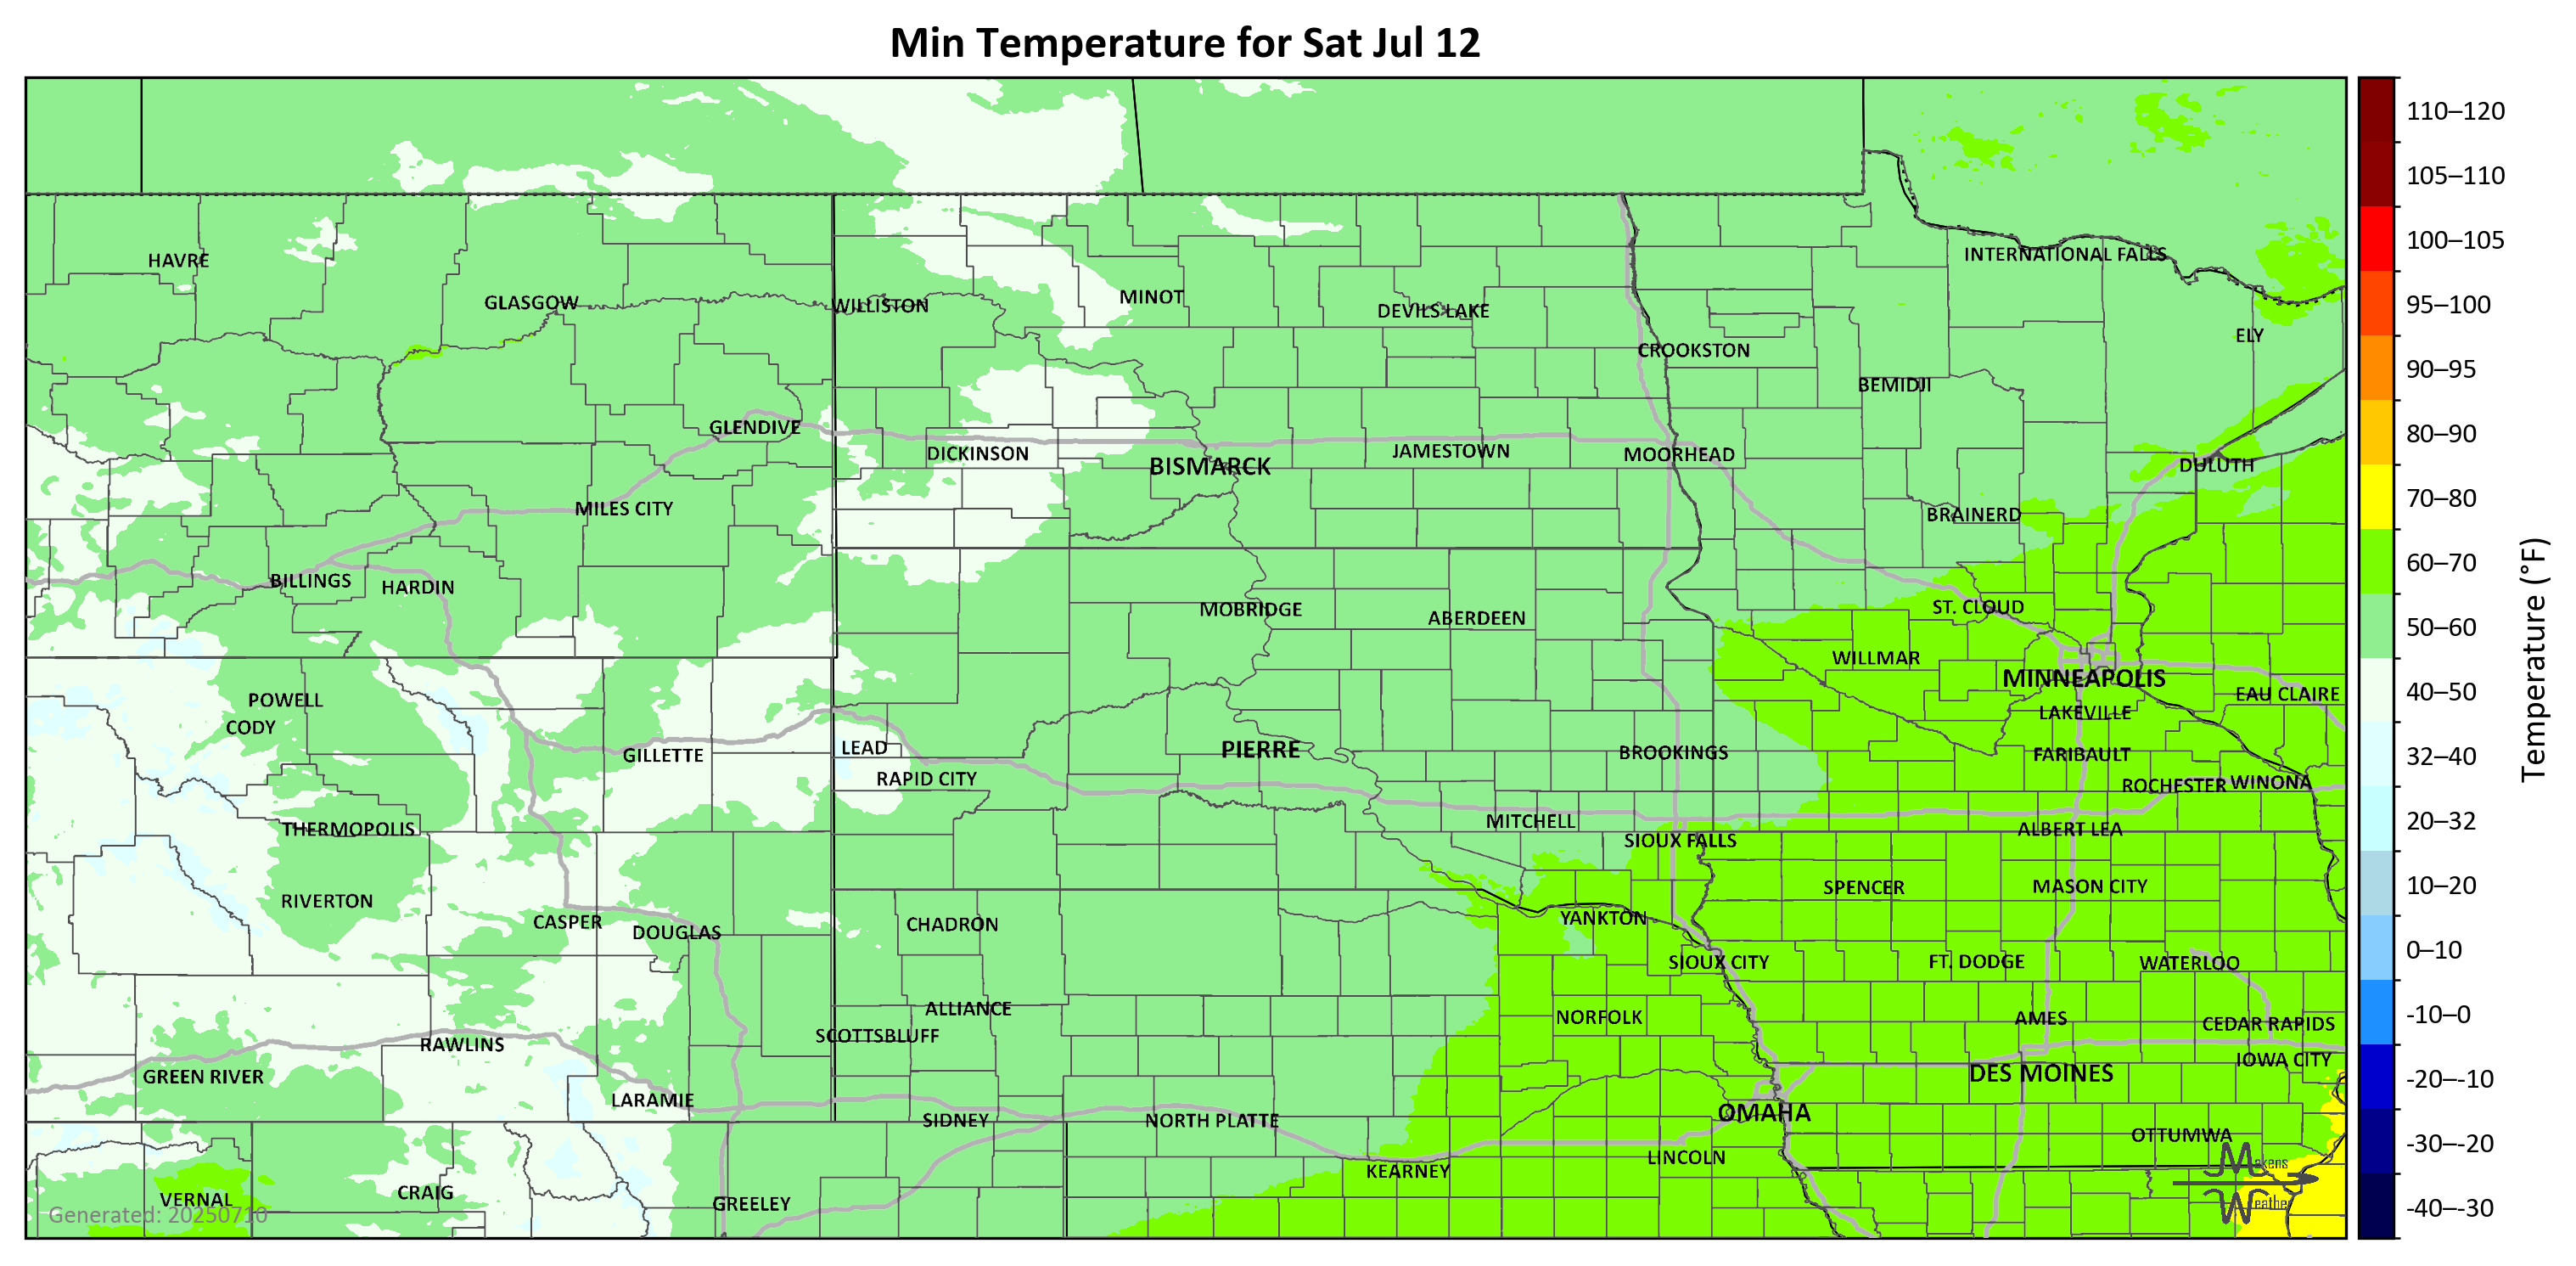 Min Temperature for Sat Jul 12
110–120
105–110
100–105
95–100
90–95
80–90
70–80
60–70
50–60
40–50
32–40
20–32
10–20
0–10
-10–0
-20–-10
-30–-20
-40–-30
Temperature (°F)
HAVRE
INTERNATIONAL FALLS
GLASGOW
WILLISTON
MINOT
DEVILS LAKE
ELY
CROOKSTON
BEMIDJI
GLENDIVE
DICKINSON
BISMARCK
JAMESTOWN
MOORHEAD
DULUTH
MILES CITY
BRAINERD
BILLINGS
HARDIN
MOBRIDGE
ABERDEEN
ST. CLOUD
WILLMAR
MINNEAPOLIS
POWELL
EAU CLAIRE
CODY
LAKEVILLE
GILLETTE
LEAD
PIERRE
BROOKINGS
FARIBAULT
RAPID CITY
ROCHESTER
WINONA
THERMOPOLIS
MITCHELL
SIOUX FALLS
ALBERT LEA
RIVERTON
SPENCER
MASON CITY
CASPER
DOUGLAS
CHADRON
YANKTON
SIOUX CITY
FT. DODGE
WATERLOO
ALLIANCE
NORFOLK
AMES
CEDAR RAPIDS
SCOTTSBLUFF
RAWLINS
IOWA CITY
GREEN RIVER
DES MOINES
LARAMIE
OMAHA
SIDNEY
NORTH PLATTE
OTTUMWA
LINCOLN
KEARNEY
CRAIG
VERNAL
GREELEY
Generated: 20250710
Makens
Weather